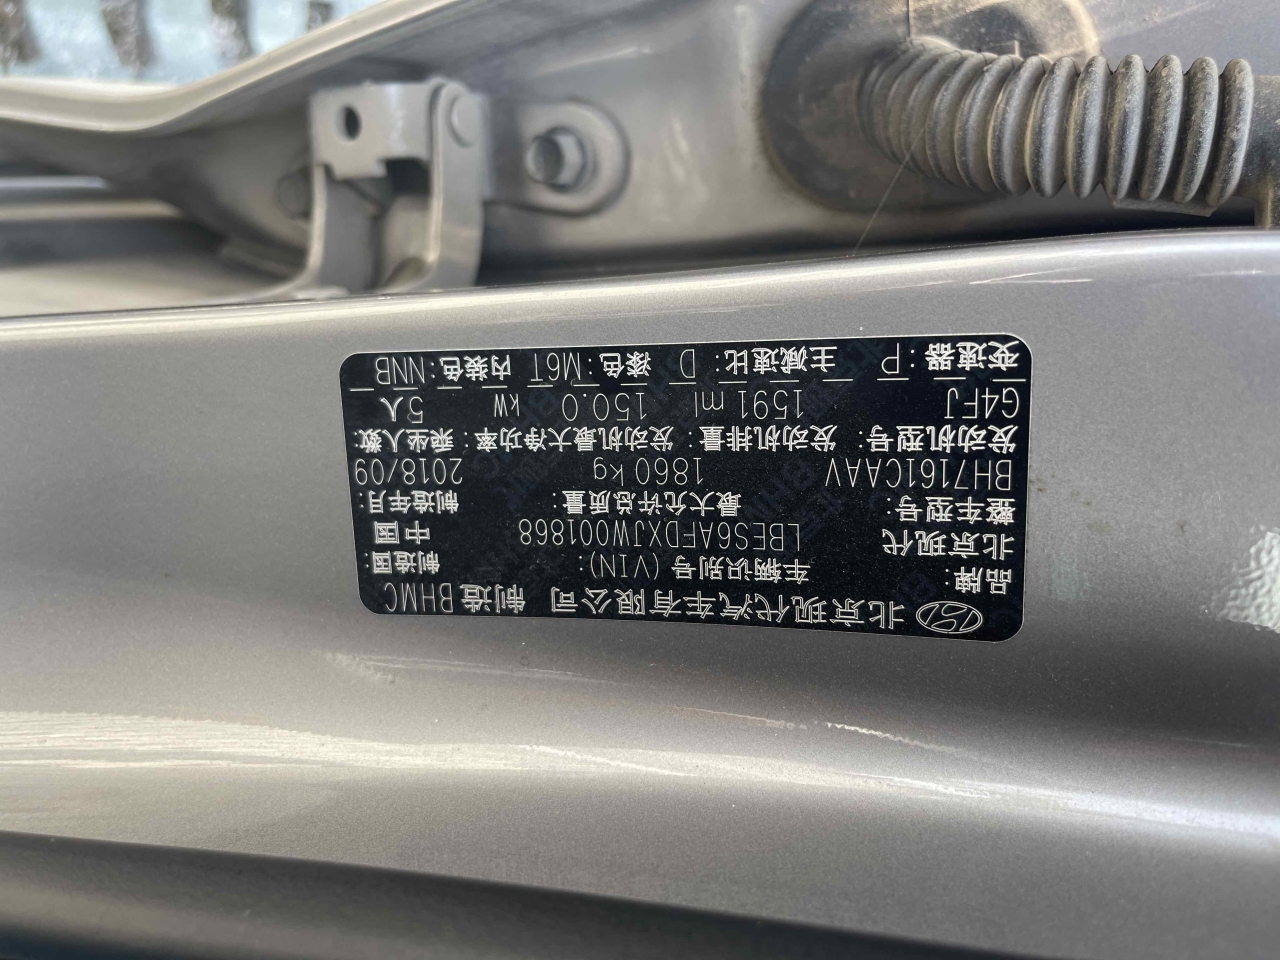 北京现代汽车有限公司 制造 BHMC
品牌: 车辆识别号 (VIN): 制造国:
北京现代 LBES6AFDXJW001868 中国
整车型号: 最大允许总质量: 制造年月:
BH7161CAAV 1860 kg 2018/09
发动机型号: 发动机排量: 发动机最大净功率: 乘坐人数:
G4FJ 1591 ml 150.0 kW 5人
变速器: P 主减速比: D 漆色: M6T 内装色: NNB